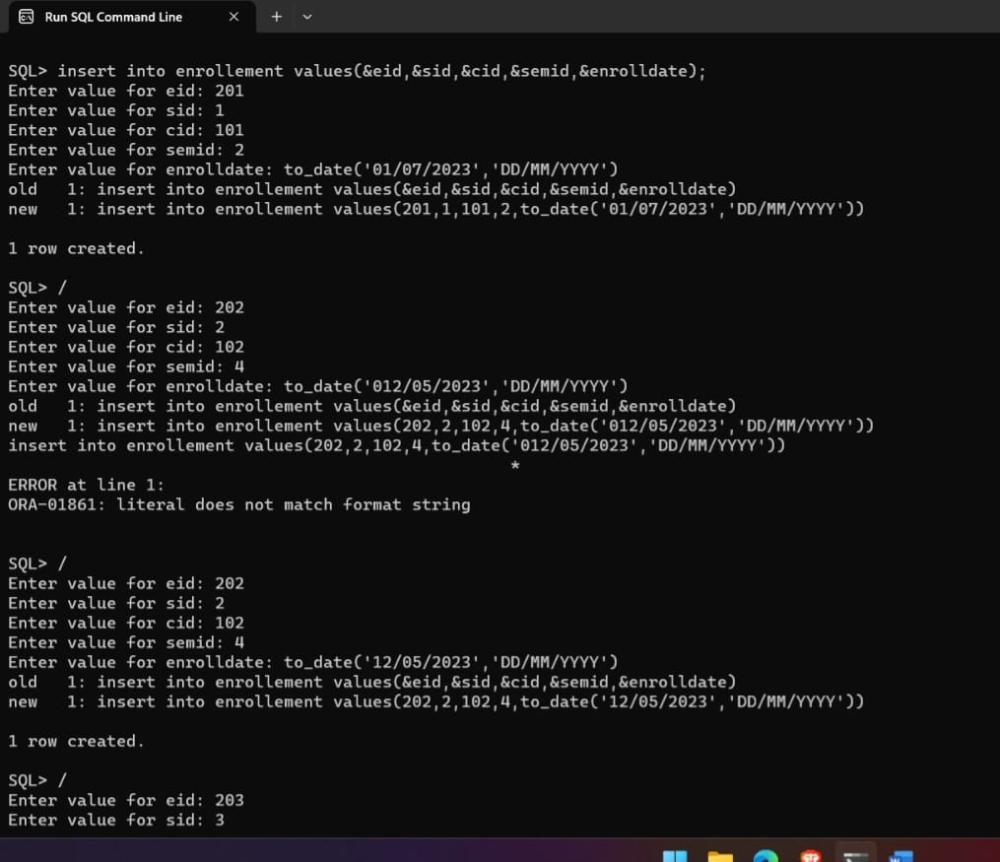 Run SQL Command Line
SQL> insert into enrollement values(&eid,&sid,&cid,&semid,&enrolldate);
Enter value for eid: 201
Enter value for sid: 1
Enter value for cid: 101
Enter value for semid: 2
Enter value for enrolldate: to_date('01/07/2023','DD/MM/YYYY')
old   1: insert into enrollement values(&eid,&sid,&cid,&semid,&enrolldate)
new   1: insert into enrollement values(201,1,101,2,to_date('01/07/2023','DD/MM/YYYY'))
1 row created.
SQL> /
Enter value for eid: 202
Enter value for sid: 2
Enter value for cid: 102
Enter value for semid: 4
Enter value for enrolldate: to_date('012/05/2023','DD/MM/YYYY')
old   1: insert into enrollement values(&eid,&sid,&cid,&semid,&enrolldate)
new   1: insert into enrollement values(202,2,102,4,to_date('012/05/2023','DD/MM/YYYY'))
insert into enrollement values(202,2,102,4,to_date('012/05/2023','DD/MM/YYYY'))
*
ERROR at line 1:
ORA-01861: literal does not match format string
SQL> /
Enter value for eid: 202
Enter value for sid: 2
Enter value for cid: 102
Enter value for semid: 4
Enter value for enrolldate: to_date('12/05/2023','DD/MM/YYYY')
old   1: insert into enrollement values(&eid,&sid,&cid,&semid,&enrolldate)
new   1: insert into enrollement values(202,2,102,4,to_date('12/05/2023','DD/MM/YYYY'))
1 row created.
SQL> /
Enter value for eid: 203
Enter value for sid: 3